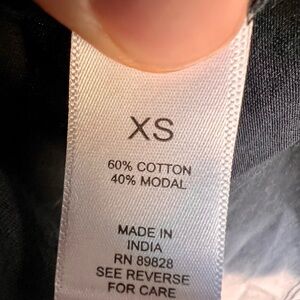 XS
60% COTTON
40% MODAL
MADE IN
INDIA
RN 89828
SEE REVERSE
FOR CARE